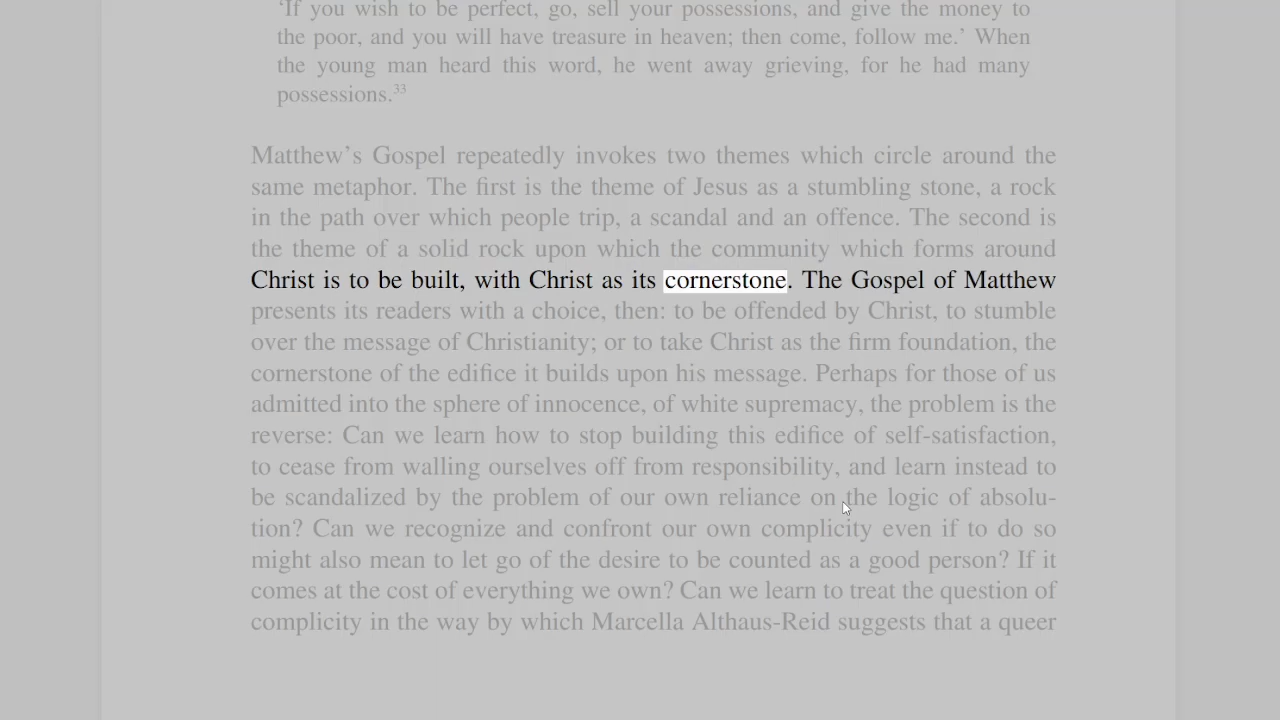 ‘If you wish to be perfect, go, sell your possessions, and give the money to
the poor, and you will have treasure in heaven; then come, follow me.’ When
the young man heard this word, he went away grieving, for he had many
possessions.33
Matthew’s Gospel repeatedly invokes two themes which circle around the
same metaphor. The first is the theme of Jesus as a stumbling stone, a rock
in the path over which people trip, a scandal and an offence. The second is
the theme of a solid rock upon which the community which forms around
Christ is to be built, with Christ as its cornerstone. The Gospel of Matthew
presents its readers with a choice, then: to be offended by Christ, to stumble
over the message of Christianity; or to take Christ as the firm foundation, the
cornerstone of the edifice it builds upon his message. Perhaps for those of us
admitted into the sphere of innocence, of white supremacy, the problem is the
reverse: Can we learn how to stop building this edifice of self-satisfaction,
to cease from walling ourselves off from responsibility, and learn instead to
be scandalized by the problem of our own reliance on the logic of absolu-
tion? Can we recognize and confront our own complicity even if to do so
might also mean to let go of the desire to be counted as a good person? If it
comes at the cost of everything we own? Can we learn to treat the question of
complicity in the way by which Marcella Althaus-Reid suggests that a queer